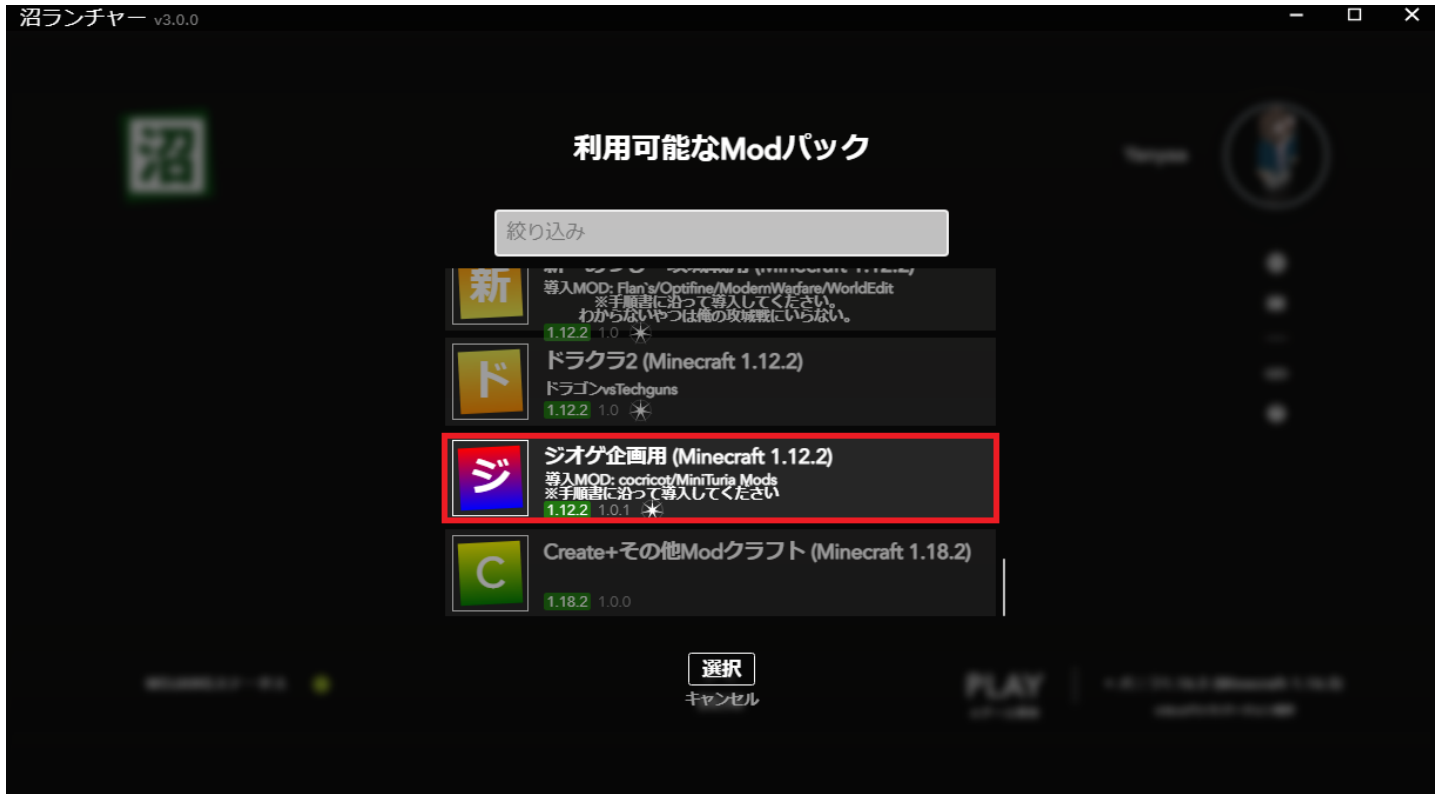 沼ランチャー v3.0.0
沼
利用可能なModパック
絞り込み
新
導入MOD: Flan's/Optifine/ModernWarfare/WorldEdit
※手順書に沿って導入してください。
わからないやつは俺の攻城戦にいらない。
1.12.2 1.0
ド
ドラクラ2 (Minecraft 1.12.2)
ドラゴンvsTechguns
1.12.2 1.0
ジ
ジオゲ企画用 (Minecraft 1.12.2)
導入MOD: cocricot/MiniTuria Mods
※手順書に沿って導入してください
1.12.2 1.0.1
C
Create+その他Modクラフト (Minecraft 1.18.2)
1.18.2 1.0.0
選択
キャンセル
PLAY